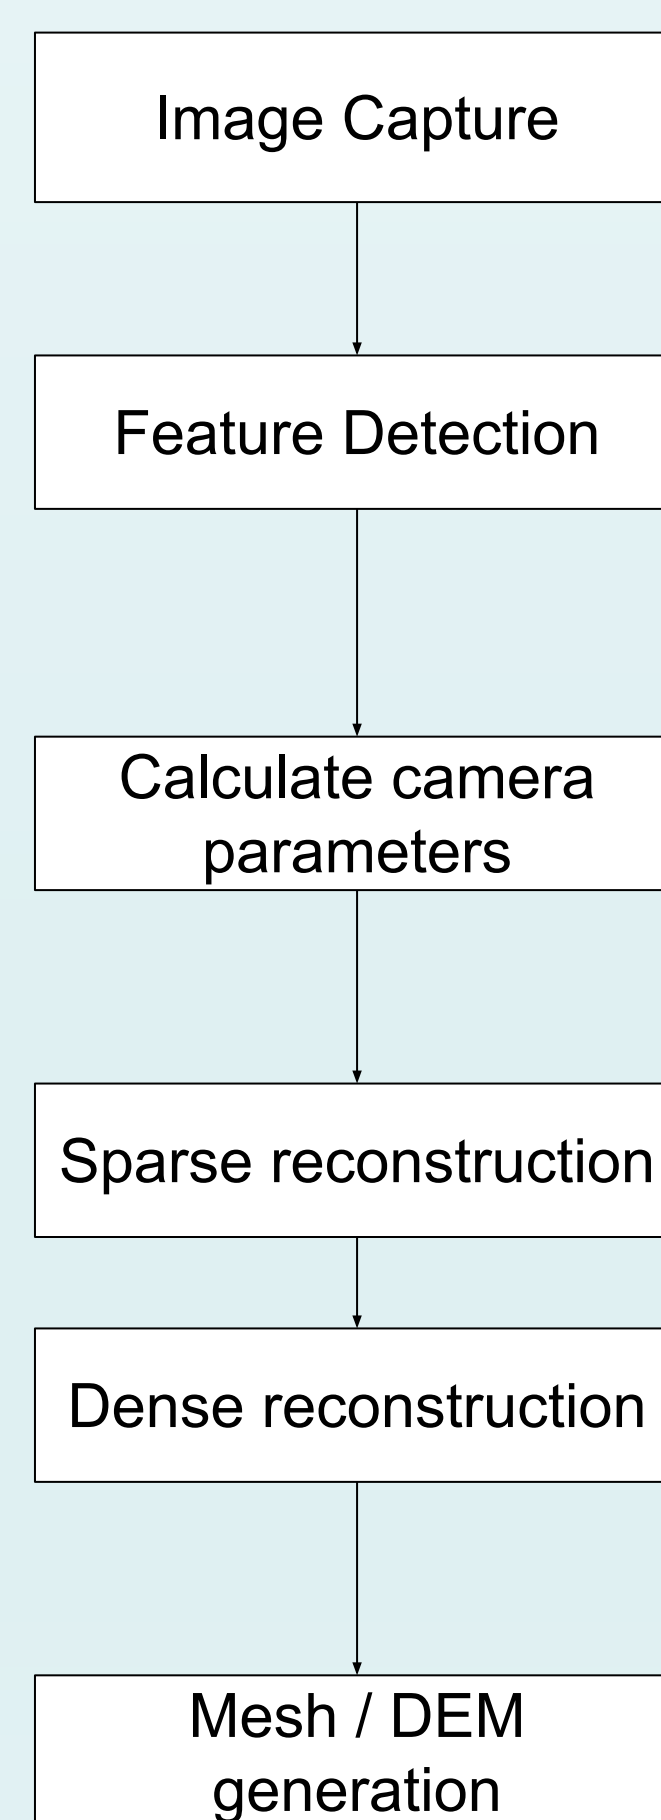 Image Capture
Feature Detection
Calculate camera
parameters
Sparse reconstruction
Dense reconstruction
Mesh / DEM
generation